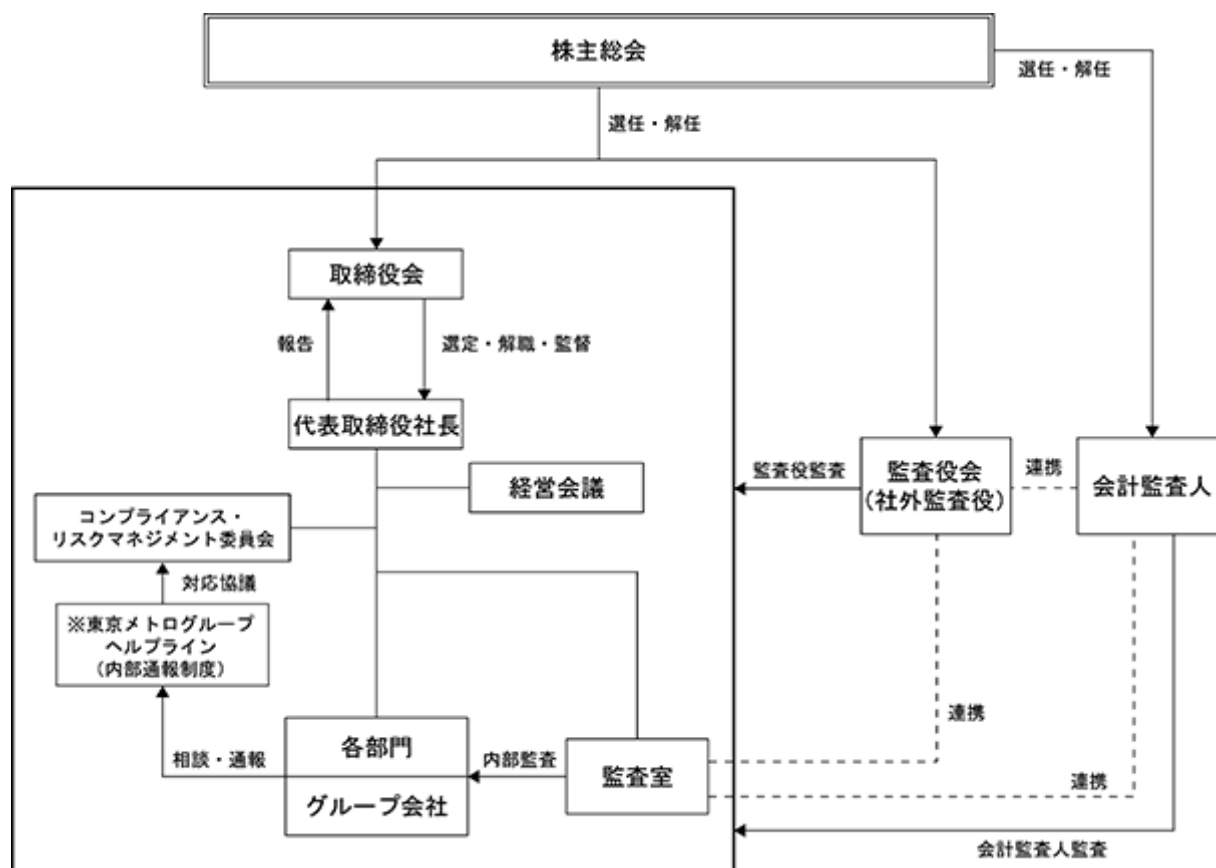 株主総会
選任・解任
選任・解任
取締役会
報告
選定・解職・監督
代表取締役社長
経営会議
監査役監査
監査役会
（社外監査役）
連携
会計監査人
コンプライアンス・
リスクマネジメント委員会
対応協議
※東京メトログループ
ヘルプライン
（内部通報制度）
連携
相談・通報
各部門
グループ会社
内部監査
監査室
連携
会計監査人監査